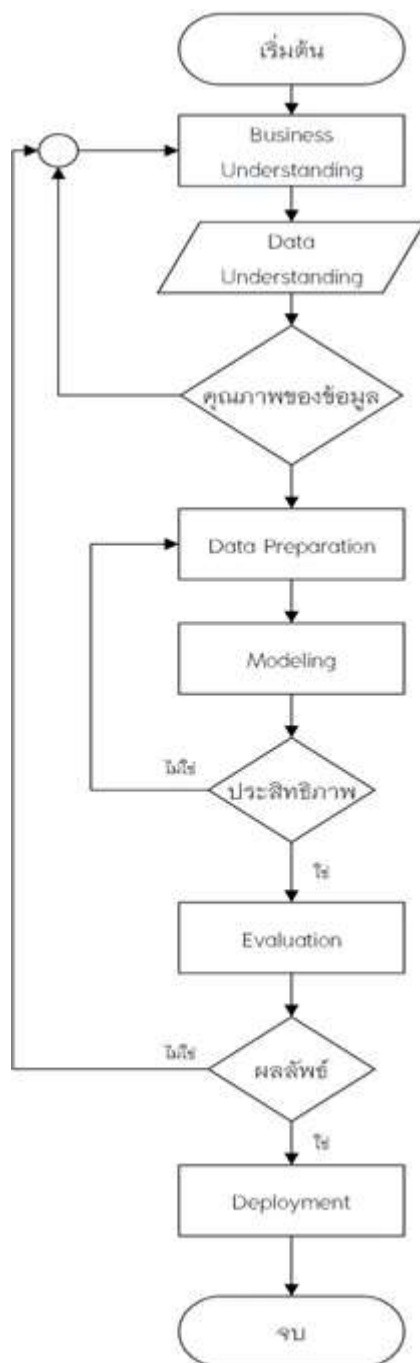 เริ่มต้น
Business
Understanding
Data
Understanding
คุณภาพของข้อมูล
Data Preparation
Modeling
ไม่ใช่
ประสิทธิภาพ
ใช่
Evaluation
ไม่ใช่
ผลลัพธ์
ใช่
Deployment
จบ